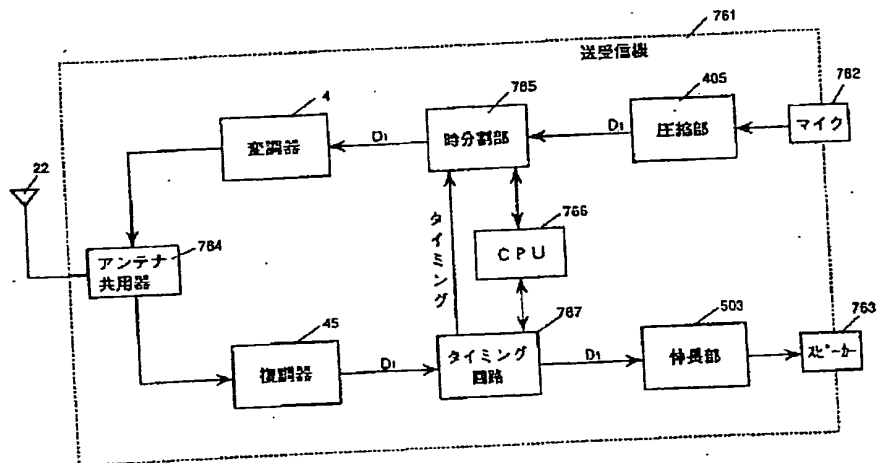 761
送受信機
4
785
405
782
変調器
D1
時分割部
D1
圧縮部
マイク
22
タイミング
766
CPU
764
アンテナ
共用器
45
787
503
763
復調器
D1
タイミング
回路
D1
伸長部
スピーカー